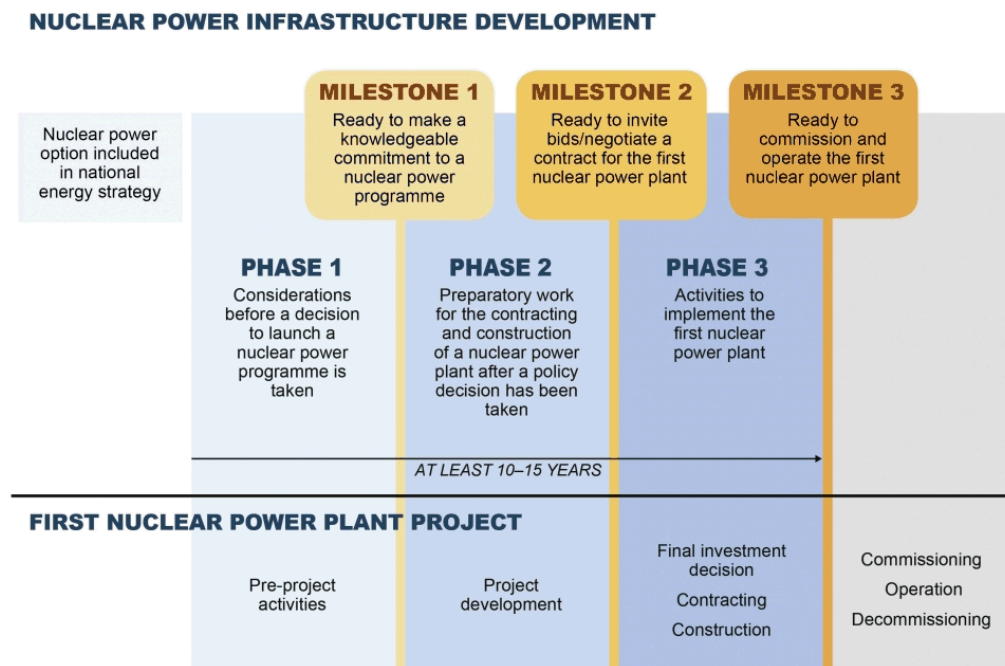 NUCLEAR POWER INFRASTRUCTURE DEVELOPMENT
Nuclear power
option included
in national
energy strategy
MILESTONE 1
Ready to make a
knowledgeable
commitment to a
nuclear power
programme
MILESTONE 2
Ready to invite
bids/negotiate a
contract for the first
nuclear power plant
MILESTONE 3
Ready to
commission and
operate the first
nuclear power plant
PHASE 1
Considerations
before a decision
to launch a
nuclear power
programme is
taken
PHASE 2
Preparatory work
for the contracting
and construction
of a nuclear power
plant after a policy
decision has been
taken
PHASE 3
Activities to
implement the
first nuclear
power plant
AT LEAST 10–15 YEARS
FIRST NUCLEAR POWER PLANT PROJECT
Pre-project
activities
Project
development
Final investment
decision
Contracting
Construction
Commissioning
Operation
Decommissioning